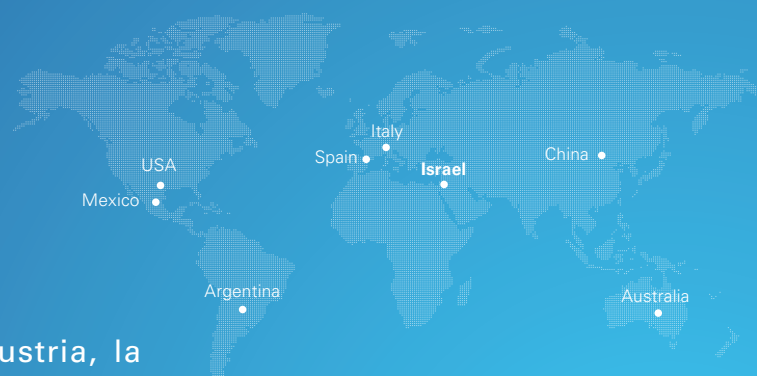 Italy
Spain
China
USA
Israel
Mexico
Argentina
Australia
ustria, la